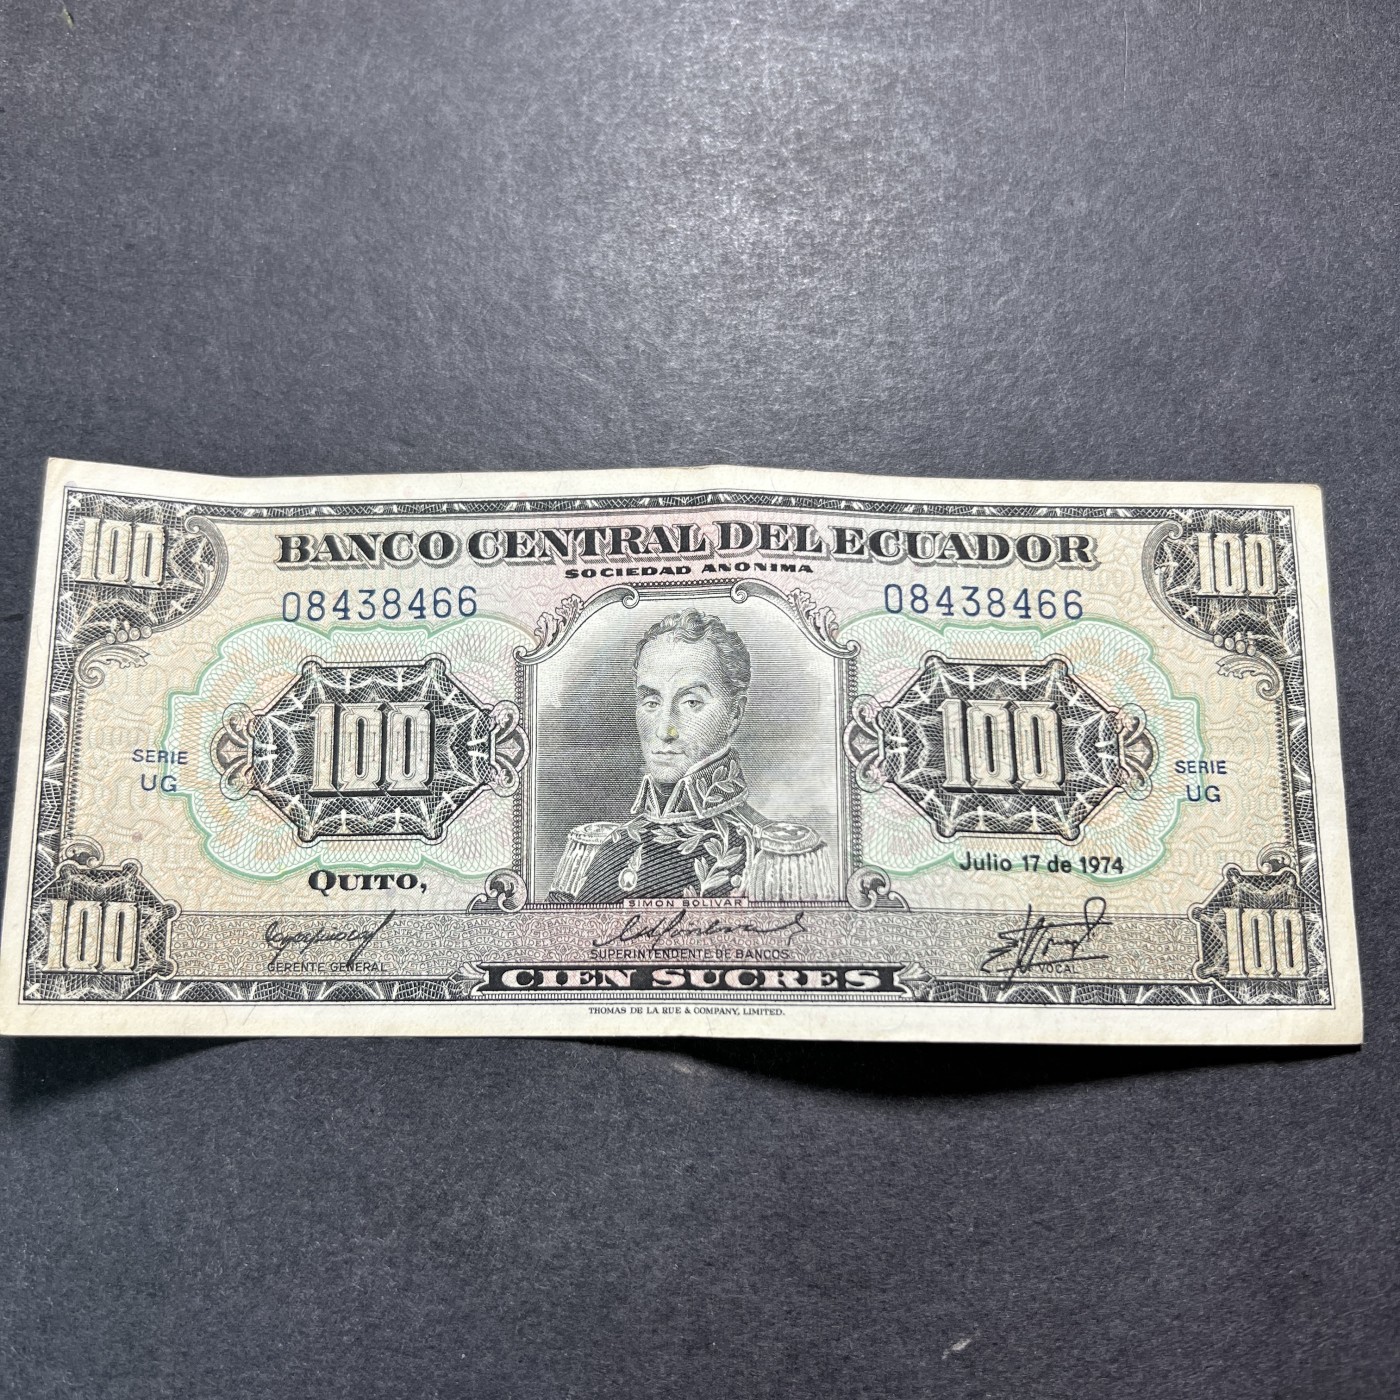 100
100
BANCO CENTRAL DEL ECUADOR
SOCIEDAD ANONIMA
08438466
08438466
100
100
SERIE
UG
SERIE
UG
Julio 17 de 1974
QUITO,
SIMON BOLIVAR
GERENTE GENERAL
SUPERINTENDENTE DE BANCOS
VOCAL
100
100
CIEN SUCRES
THOMAS DE LA RUE & COMPANY, LIMITED.